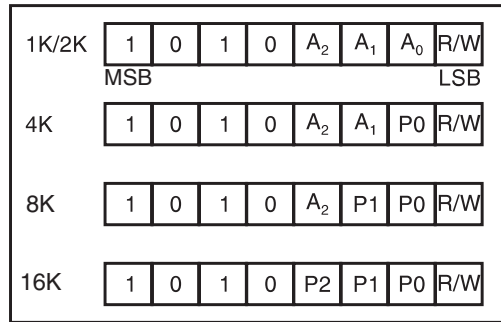 1K/2K 1 0 1 0 A₂ A₁ A₀ R/W
MSB LSB
4K 1 0 1 0 A₂ A₁ P0 R/W
8K 1 0 1 0 A₂ P1 P0 R/W
16K 1 0 1 0 P2 P1 P0 R/W